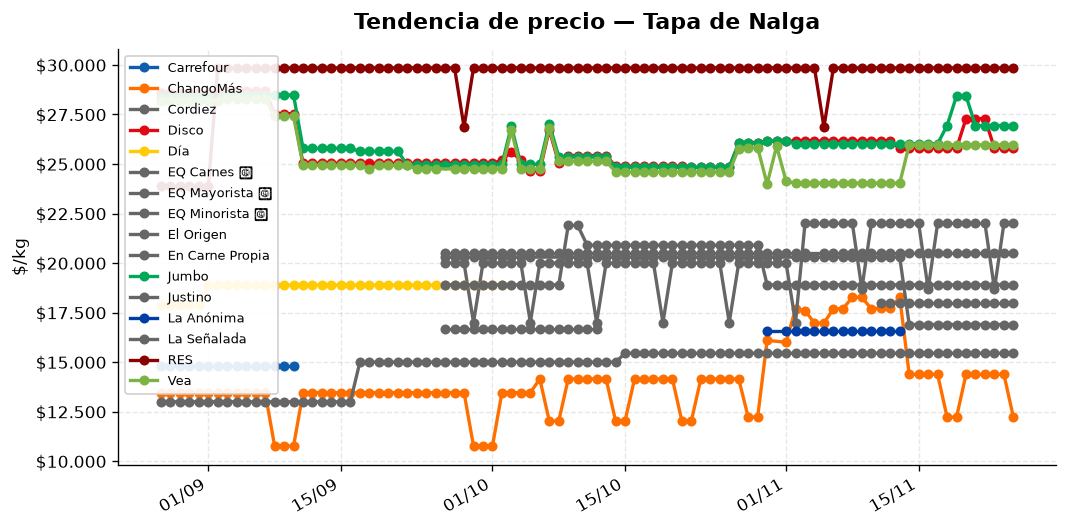 Tendencia de precio — Tapa de Nalga
$/kg
$30.000
$27.500
$25.000
$22.500
$20.000
$17.500
$15.000
$12.500
$10.000
Carrefour
ChangoMás
Cordiez
Disco
Día
EQ Carnes
EQ Mayorista
EQ Minorista
El Origen
En Carne Propia
Jumbo
Justino
La Anónima
La Señalada
RES
Vea
01/09
15/09
01/10
15/10
01/11
15/11